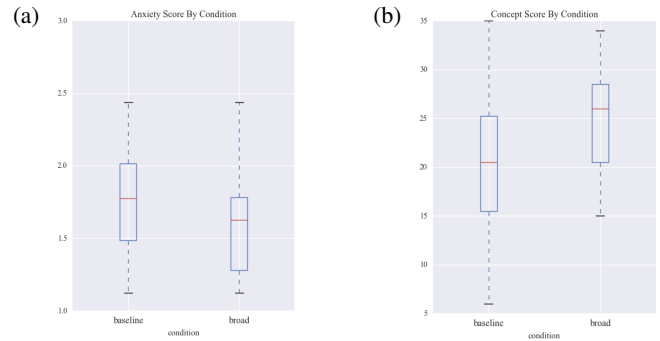 (a)
Anxiety Score By Condition
3.0
2.5
2.0
1.5
1.0
baseline broad
condition
(b)
Concept Score By Condition
35
30
25
20
15
10
5
baseline broad
condition